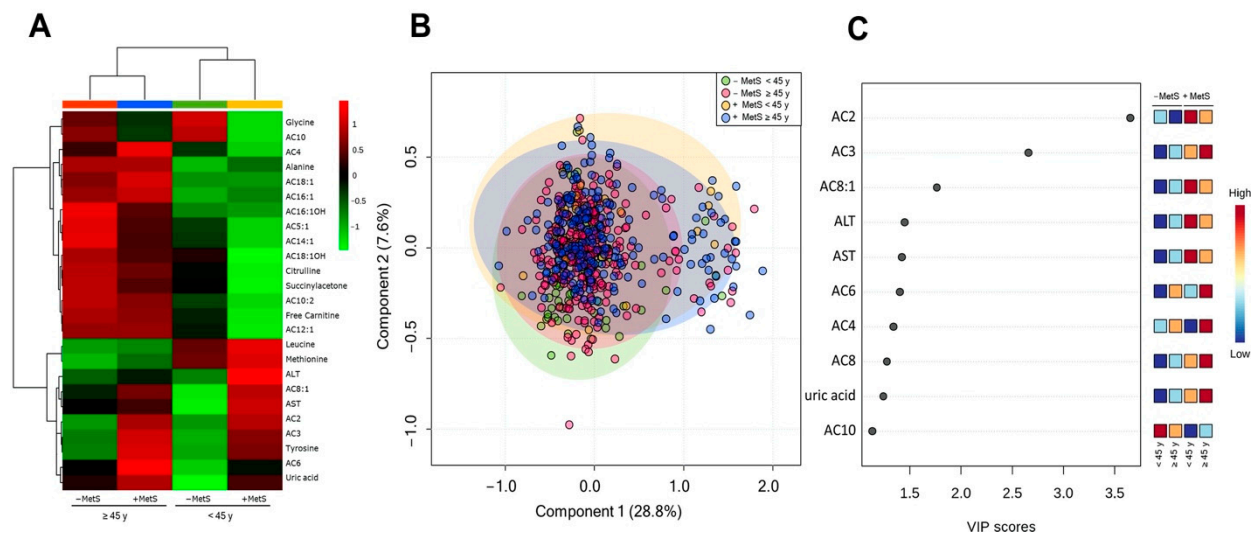 A
Glycine
AC10
AC4
Alanine
AC18:1
AC16:1
AC16:1OH
AC5:1
AC14:1
AC18:1OH
Citrulline
Succinylacetone
AC10:2
Free Carnitine
AC12:1
Leucine
Methionine
ALT
AC8:1
AST
AC2
AC3
Tyrosine
AC6
Uric acid
1
0.5
0
−0.5
−1
−MetS +MetS −MetS +MetS
≥ 45 y < 45 y
B
− MetS < 45 y
− MetS ≥ 45 y
+ MetS < 45 y
+ MetS ≥ 45 y
Component 2 (7.6%)
0.5
0.0
−0.5
−1.0
−1.0 0.0 1.0 2.0
Component 1 (28.8%)
C
−MetS + MetS
AC2
AC3
AC8:1
ALT
AST
AC6
AC4
AC8
uric acid
AC10
1.5 2.0 2.5 3.0 3.5
VIP scores
< 45 y
≥ 45 y
< 45 y
≥ 45 y
High
Low